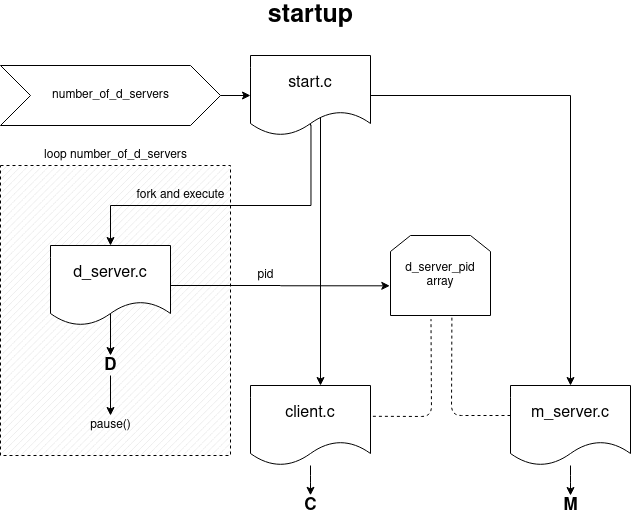 startup
number_of_d_servers
start.c
loop number_of_d_servers
fork and execute
d_server.c
pid
d_server_pid
array
D
pause()
client.c
m_server.c
C
M